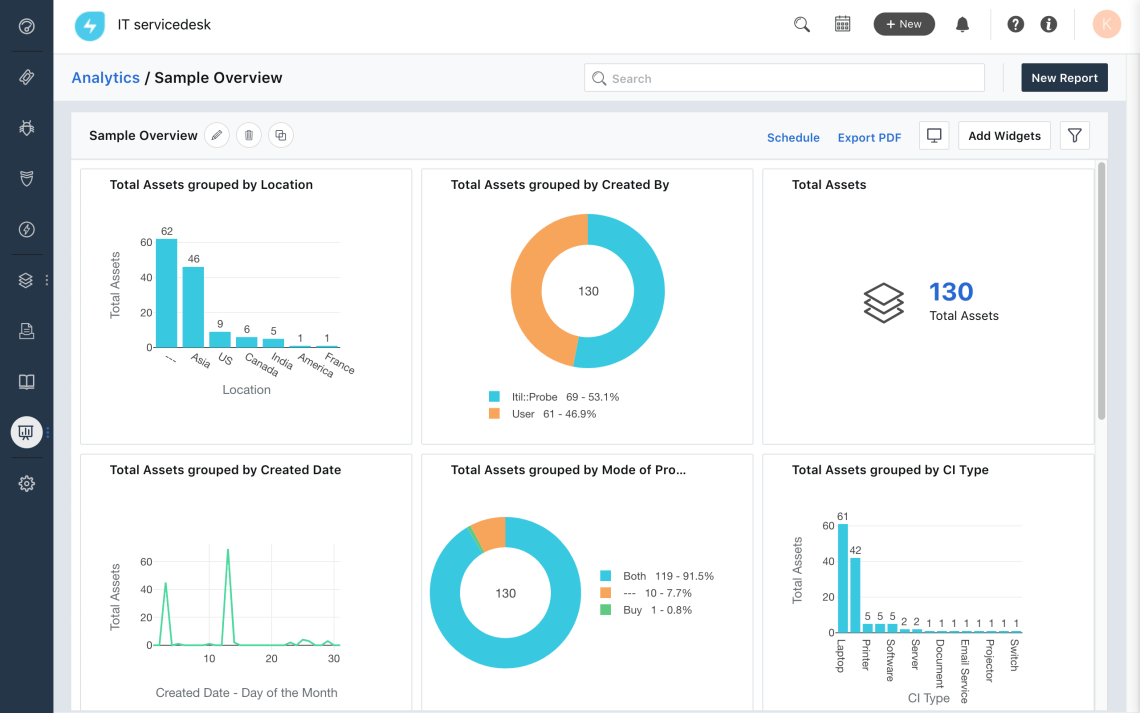 IT servicedesk
+ New
K
Analytics / Sample Overview
Search
New Report
Sample Overview
Schedule
Export PDF
Add Widgets
Total Assets grouped by Location
Total Assets
60
40
20
0
62
46
9
6
5
1
1
---
Asia
US
Canada
India
America
France
Location
Total Assets grouped by Created By
130
Itil::Probe 69 - 53.1%
User 61 - 46.9%
Total Assets
130
Total Assets
Total Assets grouped by Created Date
Total Assets
60
40
20
0
10
20
30
Created Date - Day of the Month
Total Assets grouped by Mode of Pro...
130
Both 119 - 91.5%
--- 10 - 7.7%
Buy 1 - 0.8%
Total Assets grouped by CI Type
Total Assets
60
40
20
0
61
42
5
5
5
2
2
1
1
1
1
1
1
1
1
Laptop
Printer
Software
Server
Document
Email Service
Projector
Switch
CI Type